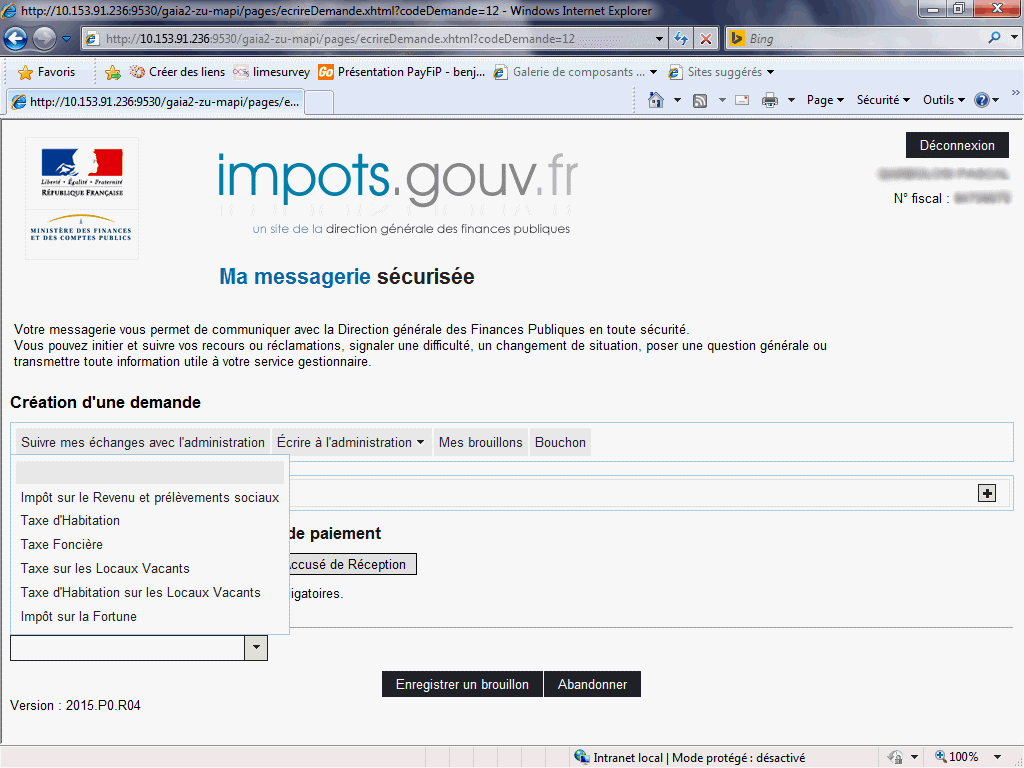 http://10.153.91.236:9530/gaia2-zu-mapi/pages/ecrireDemande.xhtml?codeDemande=12 - Windows Internet Explorer
http://10.153.91.236:9530/gaia2-zu-mapi/pages/ecrireDemande.xhtml?codeDemande=12
Bing
Favoris Créer des liens limesurvey Présentation PayFiP - benj... Galerie de composants ... Sites suggérés
http://10.153.91.236:9530/gaia2-zu-mapi/pages/e... Page Sécurité Outils
Déconnexion
Liberté • Égalité • Fraternité
RÉPUBLIQUE FRANÇAISE
MINISTÈRE DES FINANCES
ET DES COMPTES PUBLICS
impots.gouv.fr
un site de la direction générale des finances publiques
N° fiscal :
Ma messagerie sécurisée
Votre messagerie vous permet de communiquer avec la Direction générale des Finances Publiques en toute sécurité.
Vous pouvez initier et suivre vos recours ou réclamations, signaler une difficulté, un changement de situation, poser une question générale ou
transmettre toute information utile à votre service gestionnaire.
Création d'une demande
Suivre mes échanges avec l'administration Écrire à l'administration Mes brouillons Bouchon
Impôt sur le Revenu et prélèvements sociaux
Taxe d'Habitation
Taxe Foncière
Taxe sur les Locaux Vacants
Taxe d'Habitation sur les Locaux Vacants
Impôt sur la Fortune
de paiement
ccusé de Réception
igatoires.
Enregistrer un brouillon Abandonner
Version : 2015.P0.R04
Intranet local | Mode protégé : désactivé 100%